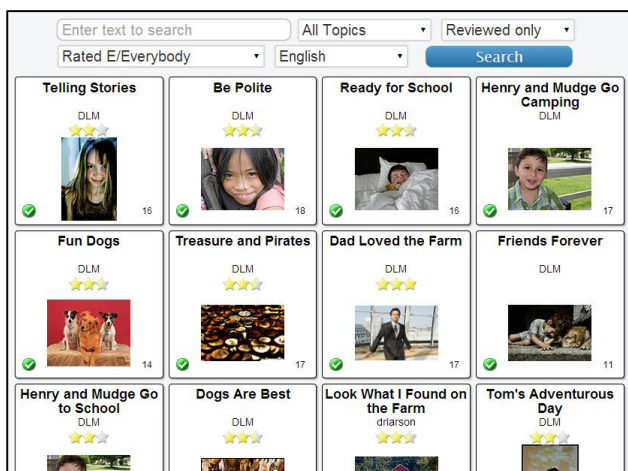 Enter text to search
All Topics
Reviewed only
Rated E/Everybody
English
Search
Telling Stories
DLM
16
Be Polite
DLM
18
Ready for School
DLM
16
Henry and Mudge Go
Camping
DLM
17
Fun Dogs
DLM
14
Treasure and Pirates
DLM
17
Dad Loved the Farm
DLM
17
Friends Forever
DLM
11
Henry and Mudge Go
to School
DLM
Dogs Are Best
DLM
Look What I Found on
the Farm
drlarson
Tom's Adventurous
Day
DLM